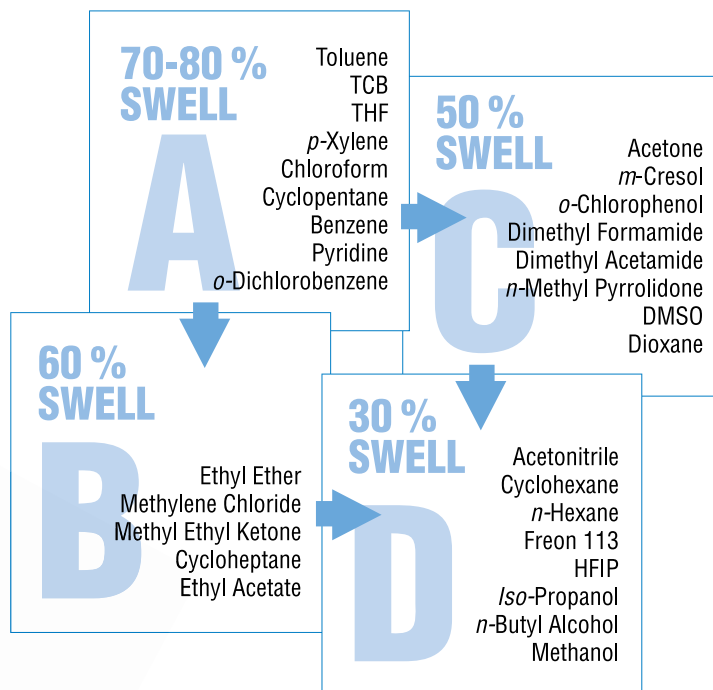 70-80 %
SWELL
A
Toluene
TCB
THF
p-Xylene
Chloroform
Cyclopentane
Benzene
Pyridine
o-Dichlorobenzene
50 %
SWELL
C
Acetone
m-Cresol
o-Chlorophenol
Dimethyl Formamide
Dimethyl Acetamide
n-Methyl Pyrrolidone
DMSO
Dioxane
60 %
SWELL
B
Ethyl Ether
Methylene Chloride
Methyl Ethyl Ketone
Cycloheptane
Ethyl Acetate
30 %
SWELL
D
Acetonitrile
Cyclohexane
n-Hexane
Freon 113
HFIP
Iso-Propanol
n-Butyl Alcohol
Methanol